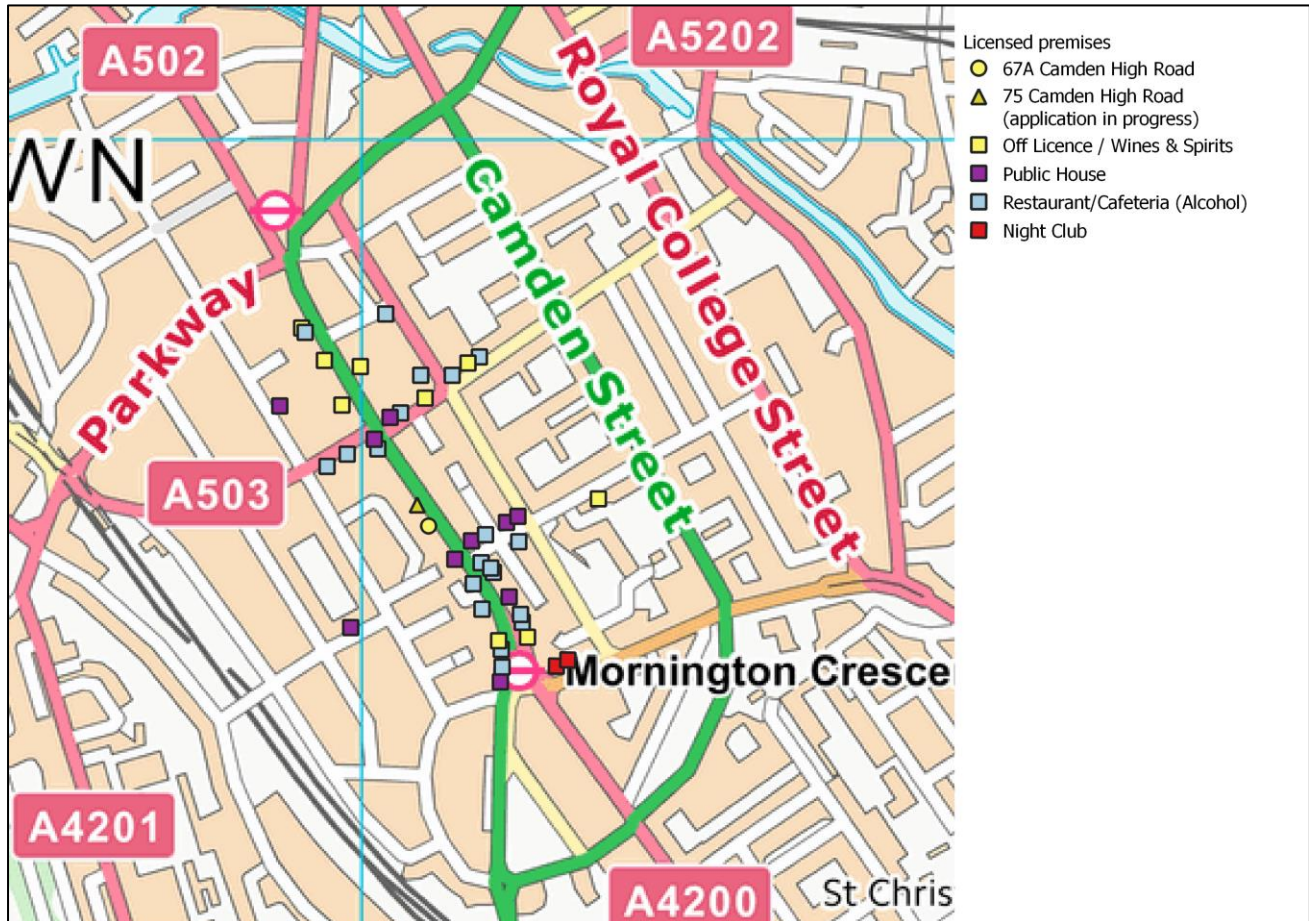 A502
A5202
WN
Royal College Street
Camden Street
Parkway
A503
Mornington Cresce
A4201
A4200
St Chris
Licensed premises
67A Camden High Road
75 Camden High Road
(application in progress)
Off Licence / Wines & Spirits
Public House
Restaurant/Cafeteria (Alcohol)
Night Club